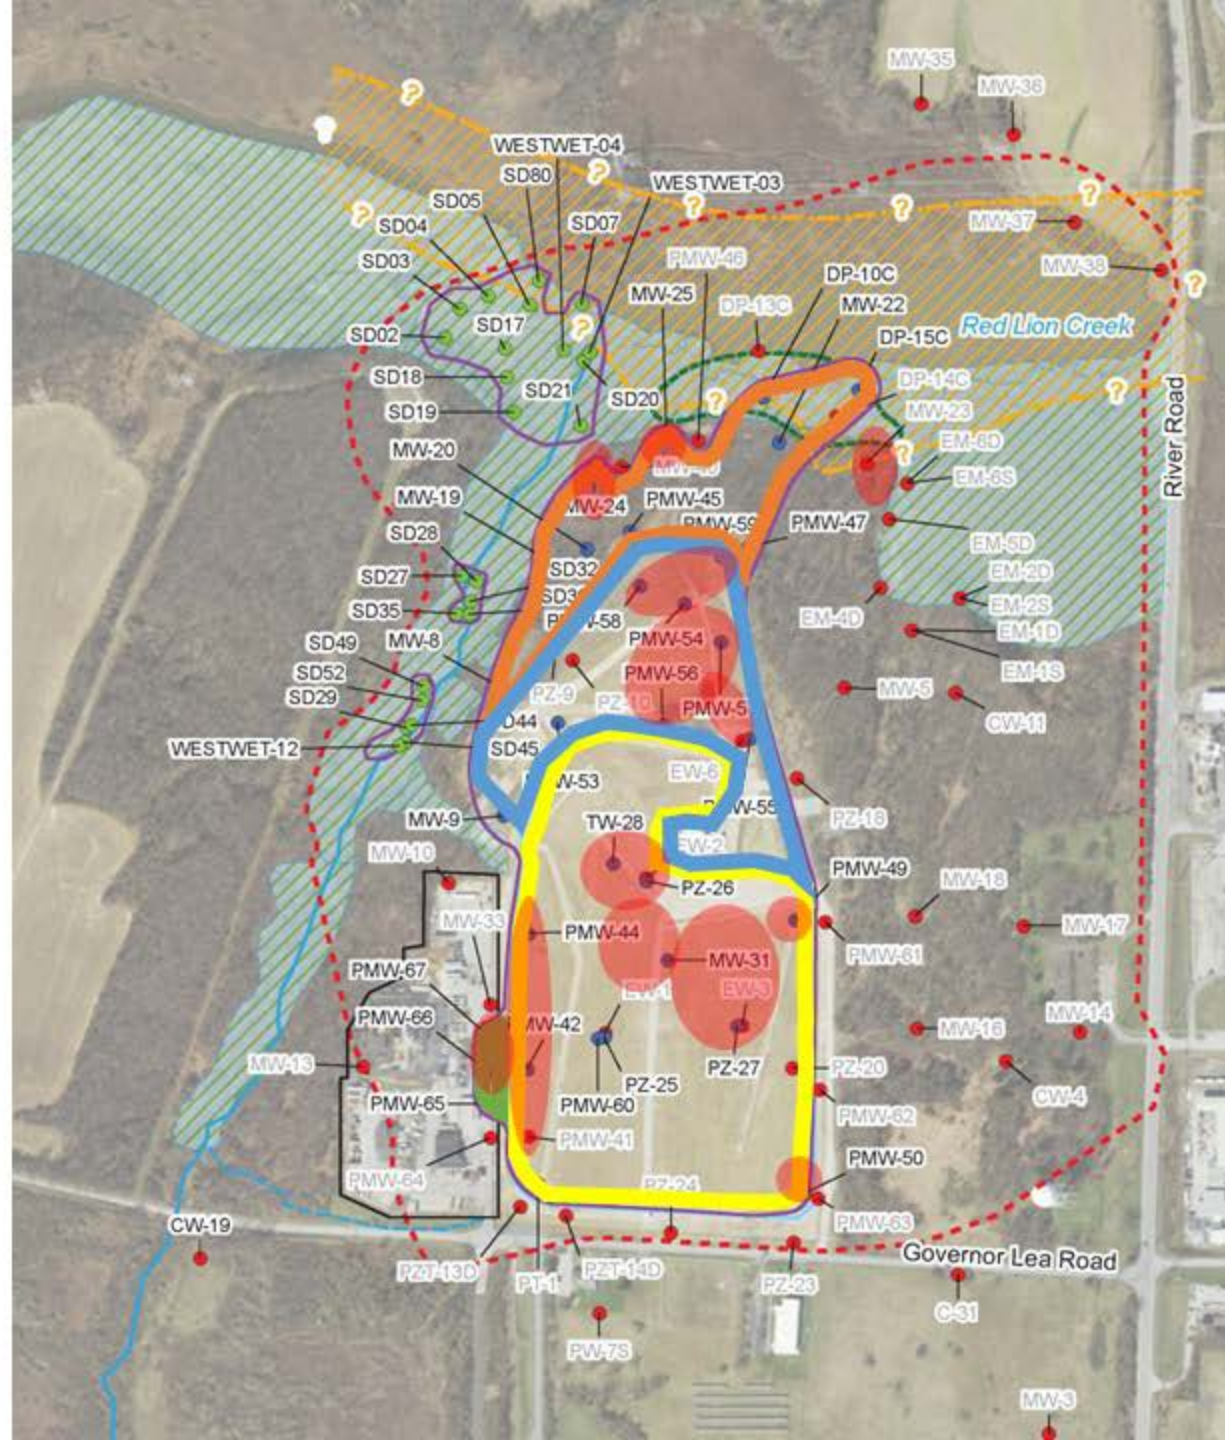 MW-35
MW-36
?
WESTWET-04
SD80
?
WESTWET-03
SD05
?
?
?
SD04
?
SD07
MW-37
SD03
PMW-46
DP-10C
MW-38
?
MW-25
MW-22
DP-13C
SD02
SD17
?
Red Lion Creek
DP-15C
SD18
DP-14C
?
SD21
SD20
?
SD19
MW-23
MW-20
?
EM-6D
EM-6S
River Road
MW-19
MW-24
PMW-45
PMW-59
PMW-47
SD28
EM-5D
SD27
SD32
EM-2D
SD35
EM-2S
EM-4D
EM-1D
SD49
MW-8
PMW-54
EM-1S
SD52
PMW-56
MW-5
SD29
PZ-9
PZ-10
PMW-5
CW-11
WESTWET-12
SD45
EW-6
MW-9
TW-28
PZ-18
MW-10
PZ-26
PMW-49
MW-18
MW-33
PMW-44
MW-17
PMW-67
MW-31
PMW-61
EW-1
EW-3
PMW-66
MW-16
MW-14
MW-13
PZ-25
PZ-27
PZ-20
PMW-65
PMW-60
CW-4
PMW-62
PMW-41
PMW-64
PZ-24
PMW-50
CW-19
PMW-63
Governor Lea Road
PZT-13D
PT-1
PZT-14D
PZ-23
C-31
PW-7S
MW-3